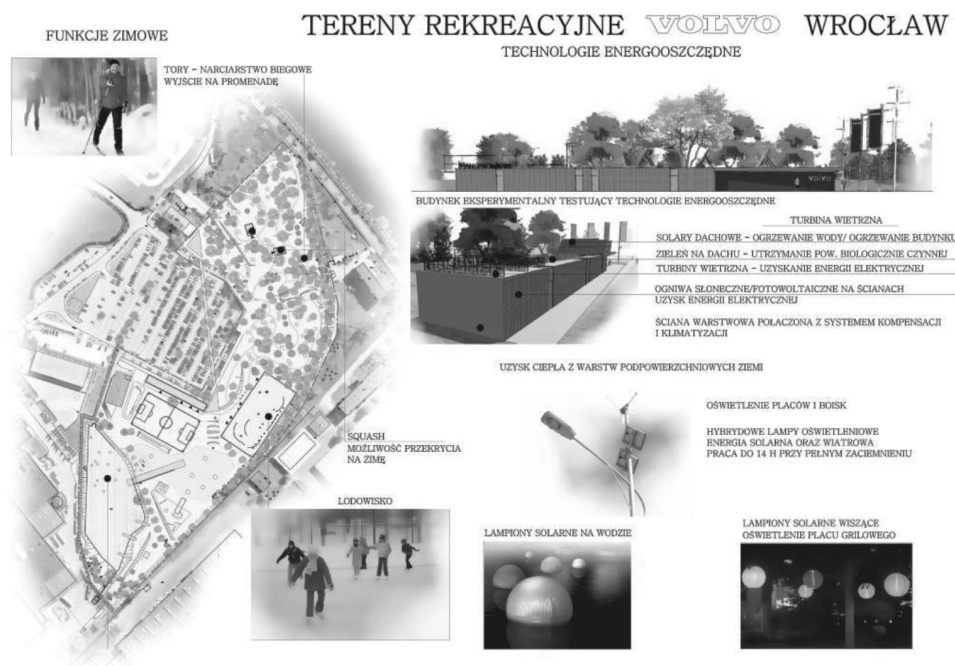 TERENY REKREACYJNE VOLVO WROCŁAW
FUNKCJE ZIMOWE
TECHNOLOGIE ENERGOOSZCZĘDNE
TORY – NARCIARSTWO BIEGOWE
WYJŚCIE NA PROMENADĘ
VOLVO
BUDYNEK EKSPERYMENTALNY TESTUJĄCY TECHNOLOGIE ENERGOOSZCZĘDNE
TURBINA WIETRZNA
SOLARY DACHOWE – OGRZEWANIE WODY/ OGRZEWANIE BUDYNKU
ZIELEŃ NA DACHU – UTRZYMANIE POW. BIOLOGICZNIE CZYNNEJ
TURBINY WIETRZNA – UZYSKANIE ENERGII ELEKTRYCZNEJ
OGNIWA SŁONECZNE/FOTOWOLTAICZNE NA ŚCIANACH
UZYSK ENERGII ELEKTRYCZNEJ
ŚCIANA WARSTWOWA POŁACZONA Z SYSTEMEM KOMPENSACJI
I KLIMATYZACJI
UZYSK CIEPŁA Z WARSTW PODPOWIERZCHNIOWYCH ZIEMI
OŚWIETLENIE PLACÓW I BOISK
HYBRYDOWE LAMPY OŚWIETLENIOWE
ENERGIA SOLARNA ORAZ WIATROWA
PRACA DO 14 H PRZY PEŁNYM ZACIEMNIENIU
SQUASH
MOŻLIWOŚĆ PRZEKRYCIA
NA ZIMĘ
LODOWISKO
LAMPIONY SOLARNE NA WODZIE
LAMPIONY SOLARNE WISZĄCE
OŚWIETLENIE PLACU GRILOWEGO